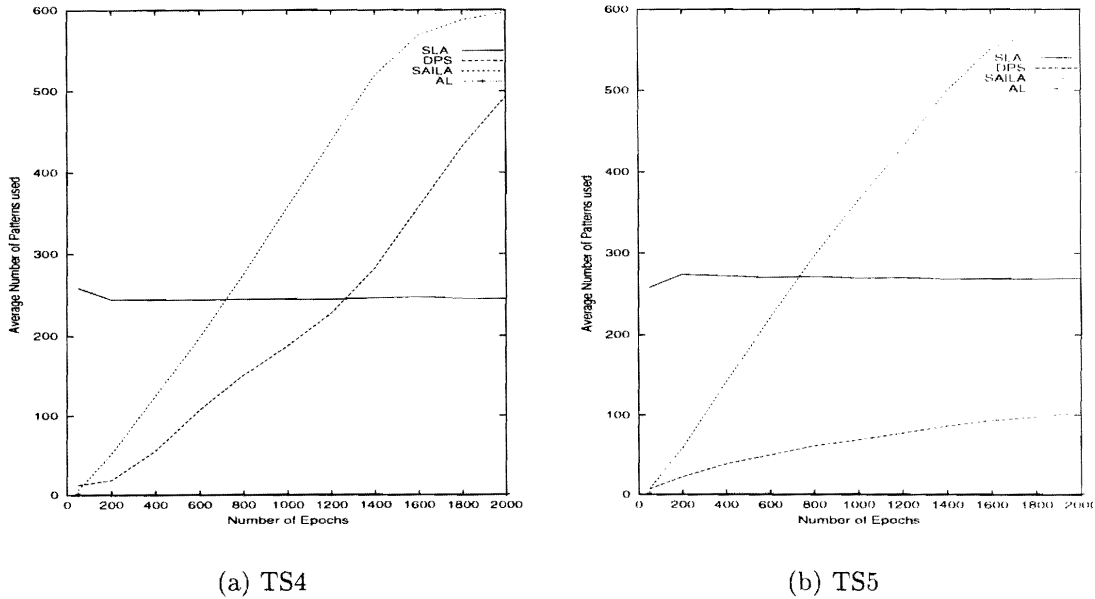 600
500
400
300
200
100
0
Average Number of Patterns used
SLA
DPS
SAILA
AL
0 200 400 600 800 1000 1200 1400 1600 1800 2000
Number of Epochs
(a) TS4
600
500
400
300
200
100
0
Average Number of Patterns used
SLA
DPS
SAILA
AL
0 200 400 600 800 1000 1200 1400 1600 1800 2000
Number of Epochs
(b) TS5